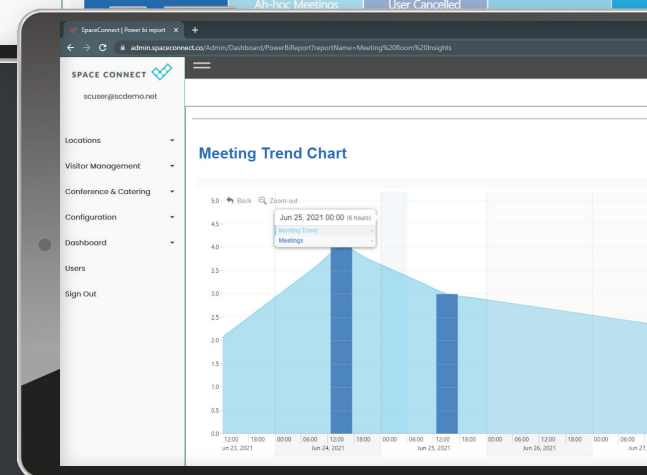 Ah-hoc Meetings
User Cancelled
SpaceConnect | Power bi report
admin.spaceconnect.co/Admin/Dashboard/PowerBiReport?reportName=Meeting%20Room%20Insights
SPACE CONNECT
scuser@scdemo.net
Locations
Visitor Management
Conference & Catering
Configuration
Dashboard
Users
Sign Out
Meeting Trend Chart
Back Zoom-out
Jun 25, 2021 00:00 (6 hours)
Meeting Trend -
Meetings -
5.0
4.5
4.0
3.5
3.0
2.5
2.0
1.5
1.0
0.5
0.0
12:00 18:00 00:00 06:00 12:00 18:00 00:00 06:00 12:00 18:00 00:00 06:00 12:00 18:00 00:00 06:00
un 23, 2021 Jun 24, 2021 Jun 25, 2021 Jun 26, 2021 Jun 27,